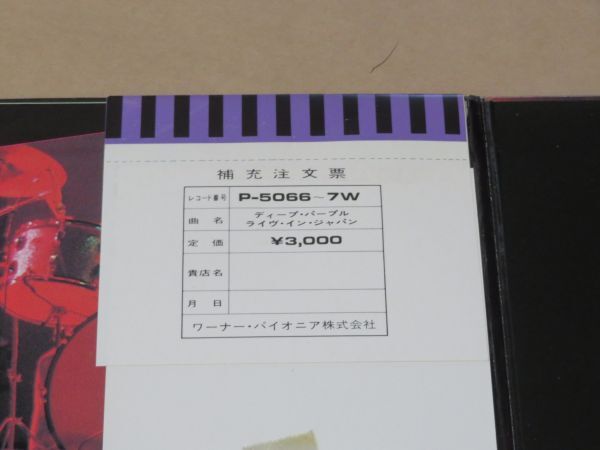 補充注文票
レコード番号 P-5066～7W
曲名 ディープ・パープル
ライヴ・イン・ジャパン
定価 ¥3,000
貴店名
月日
ワーナー・パイオニア株式会社